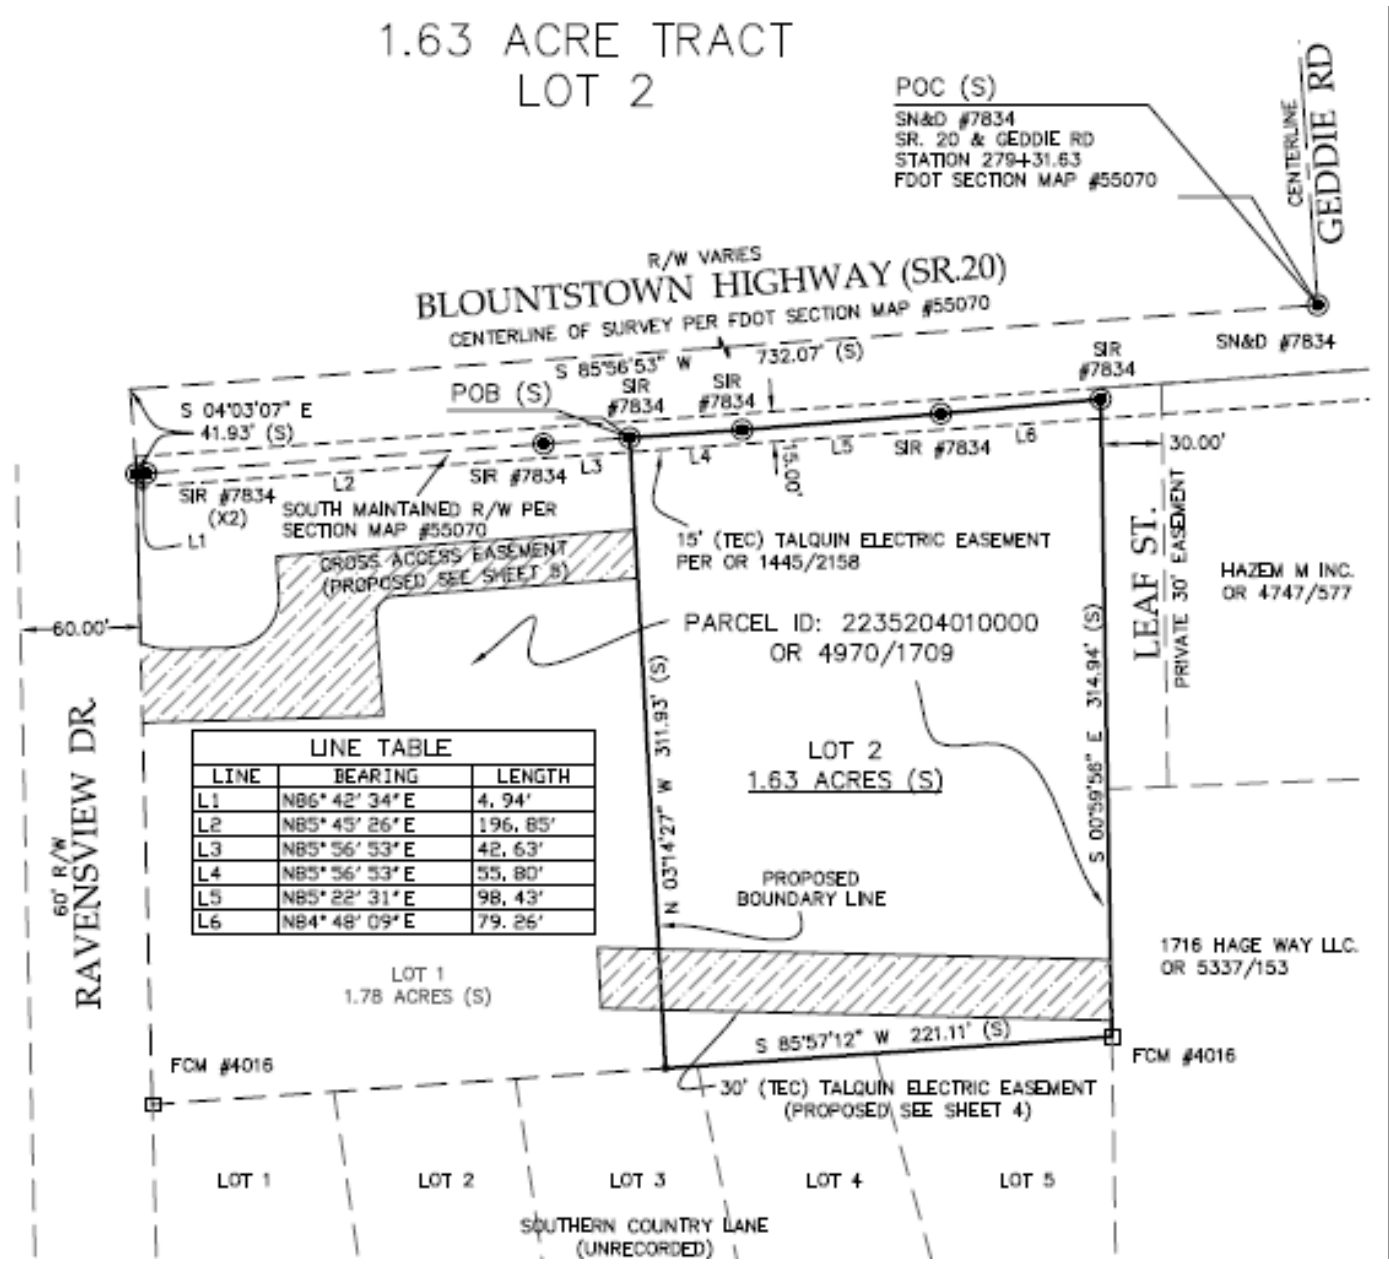 1.63 ACRE TRACT
LOT 2
POC (S)
SN&D #7834
SR. 20 & GEDDIE RD
STATION 279+31.63
FDOT SECTION MAP #55070
CENTERLINE
GEDDIE RD
R/W VARIES
BLOUNTSTOWN HIGHWAY (SR.20)
CENTERLINE OF SURVEY PER FDOT SECTION MAP #55070
S 85°56'53" W 732.07' (S)
SN&D #7834
SIR
#7834
SIR
#7834
SIR
#7834
POB (S)
S 04°03'07" E
41.93' (S)
SIR #7834
(X2)
L1
L2
SIR #7834
L3
L4
15.00'
L5
SIR #7834
L6
30.00'
SOUTH MAINTAINED R/W PER
SECTION MAP #55070
CROSS ACCESS EASEMENT
(PROPOSED SEE SHEET 3)
15' (TEC) TALQUIN ELECTRIC EASEMENT
PER OR 1445/2158
LEAF ST.
PRIVATE 30' EASEMENT
HAZEM M INC.
OR 4747/577
60.00'
PARCEL ID: 2235204010000
OR 4970/1709
N 03°14'27" W 311.93' (S)
S 00°59'56" E 314.94' (S)
LOT 2
1.63 ACRES (S)
60' R/W
RAVENSVIEW DR.
LINE TABLE
LINE BEARING LENGTH
L1 N86° 42' 34" E 4.94'
L2 N85° 45' 26" E 196.85'
L3 N85° 56' 53" E 42.63'
L4 N85° 56' 53" E 55.80'
L5 N85° 22' 31" E 98.43'
L6 N84° 48' 09" E 79.26'
PROPOSED
BOUNDARY LINE
1716 HAGE WAY LLC.
OR 5337/153
LOT 1
1.78 ACRES (S)
S 85°57'12" W 221.11' (S)
FCM #4016
FCM #4016
30' (TEC) TALQUIN ELECTRIC EASEMENT
(PROPOSED SEE SHEET 4)
LOT 1
LOT 2
LOT 3
LOT 4
LOT 5
SOUTHERN COUNTRY LANE
(UNRECORDED)